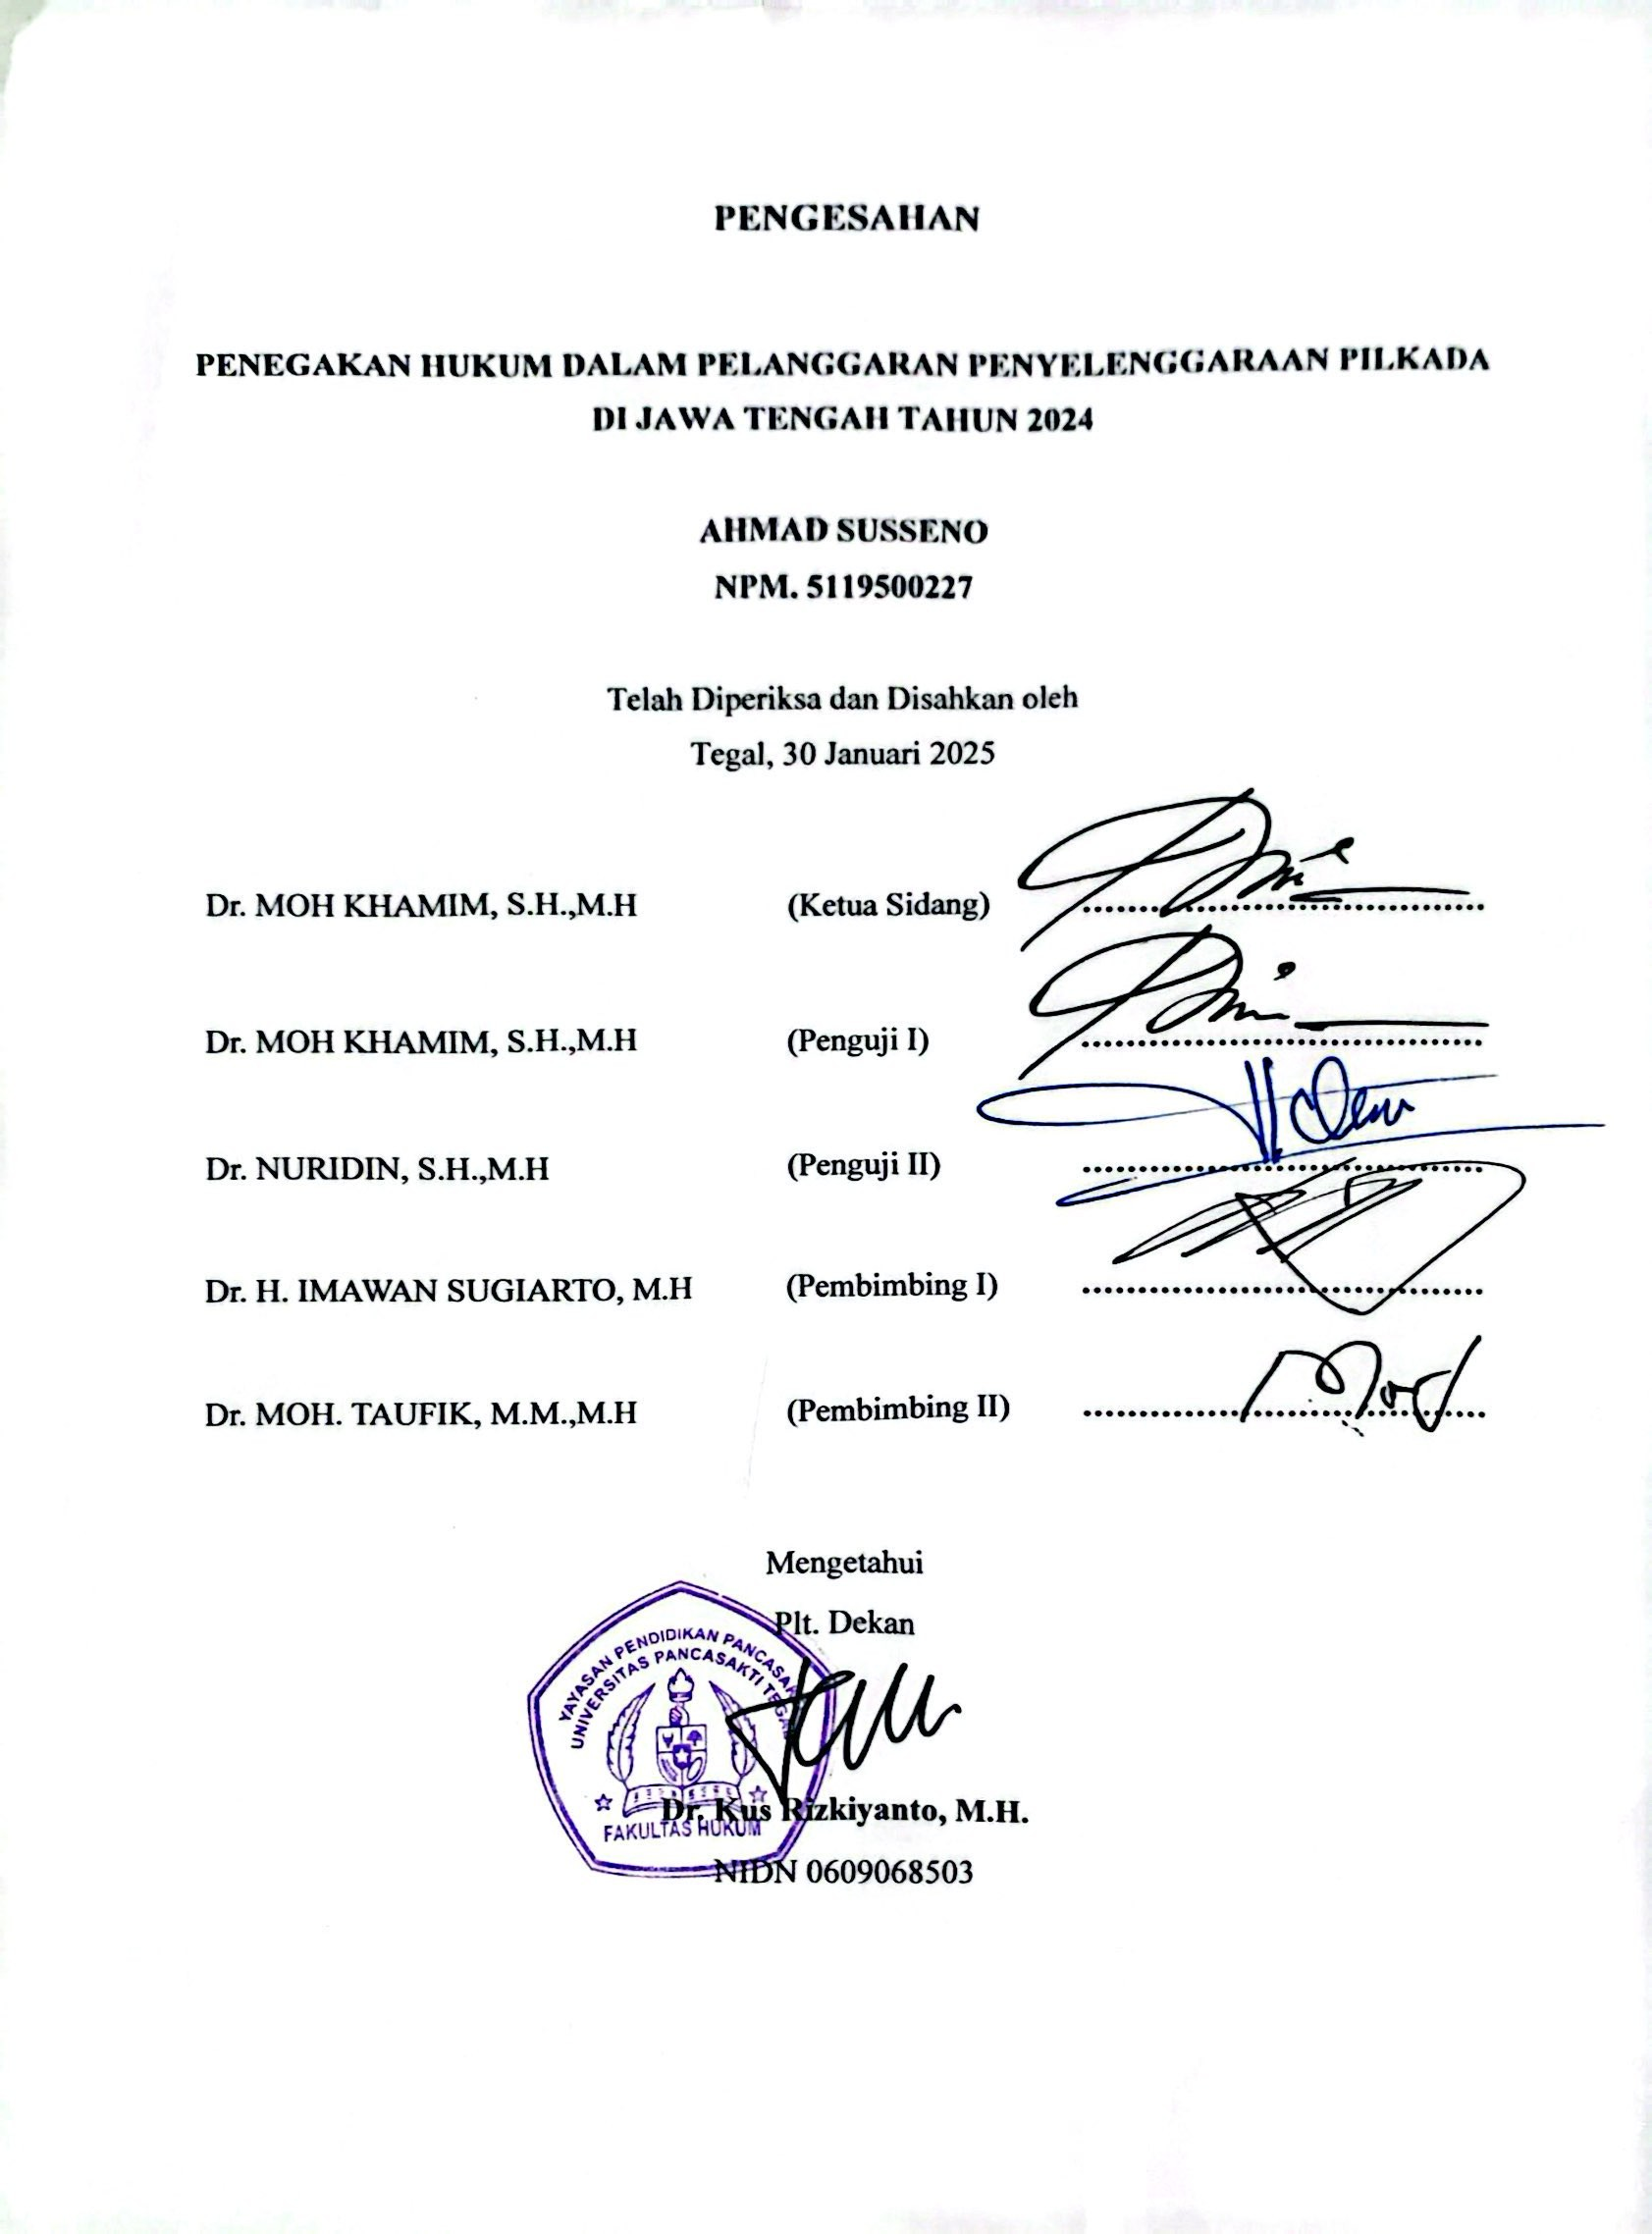 PENGESAHAN
PENEGAKAN HUKUM DALAM PELANGGARAN PENYELENGGARAAN PILKADA
DI JAWA TENGAH TAHUN 2024
AHMAD SUSSENO
NPM. 5119500227
Telah Diperiksa dan Disahkan oleh
Tegal, 30 Januari 2025
Dr. MOH KHAMIM, S.H.,M.H (Ketua Sidang) ...........................................
Dr. MOH KHAMIM, S.H.,M.H (Penguji I) ...........................................
Dr. NURIDIN, S.H.,M.H (Penguji II) ...........................................
Dr. H. IMAWAN SUGIARTO, M.H (Pembimbing I) ...........................................
Dr. MOH. TAUFIK, M.M.,M.H (Pembimbing II) ...........................................
Mengetahui
Plt. Dekan
YAYASAN PENDIDIKAN
UNIVERSITAS PANCASAKTI
FAKULTAS HUKUM
Dr. Kus Rizkiyanto, M.H.
NIDN 0609068503